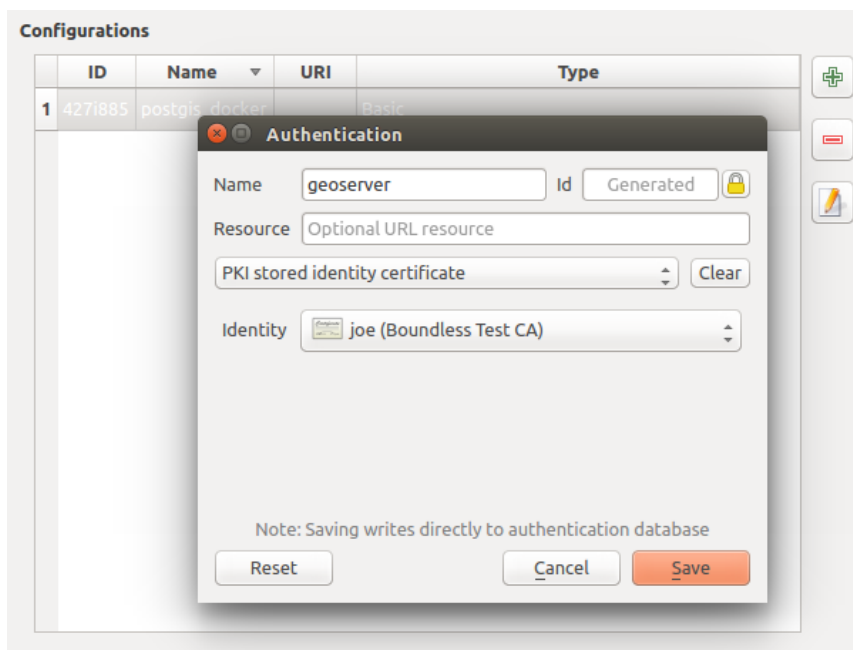 Configurations
ID Name URI Type
1 427i885 postgis_docker Basic
Authentication
Name geoserver Id Generated
Resource Optional URL resource
PKI stored identity certificate Clear
Identity joe (Boundless Test CA)
Note: Saving writes directly to authentication database
Reset Cancel Save